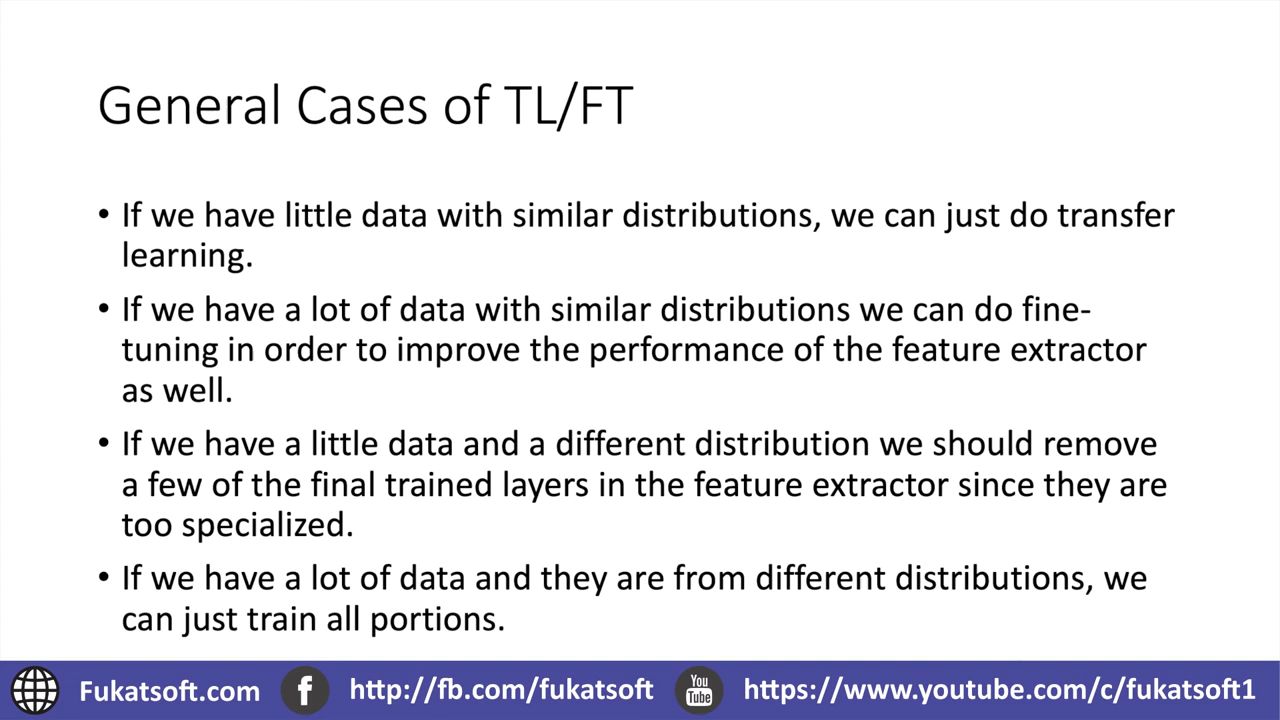 General Cases of TL/FT
• If we have little data with similar distributions, we can just do transfer
learning.
• If we have a lot of data with similar distributions we can do fine-
tuning in order to improve the performance of the feature extractor
as well.
• If we have a little data and a different distribution we should remove
a few of the final trained layers in the feature extractor since they are
too specialized.
• If we have a lot of data and they are from different distributions, we
can just train all portions.
Fukatsoft.com f http://fb.com/fukatsoft You Tube https://www.youtube.com/c/fukatsoft1